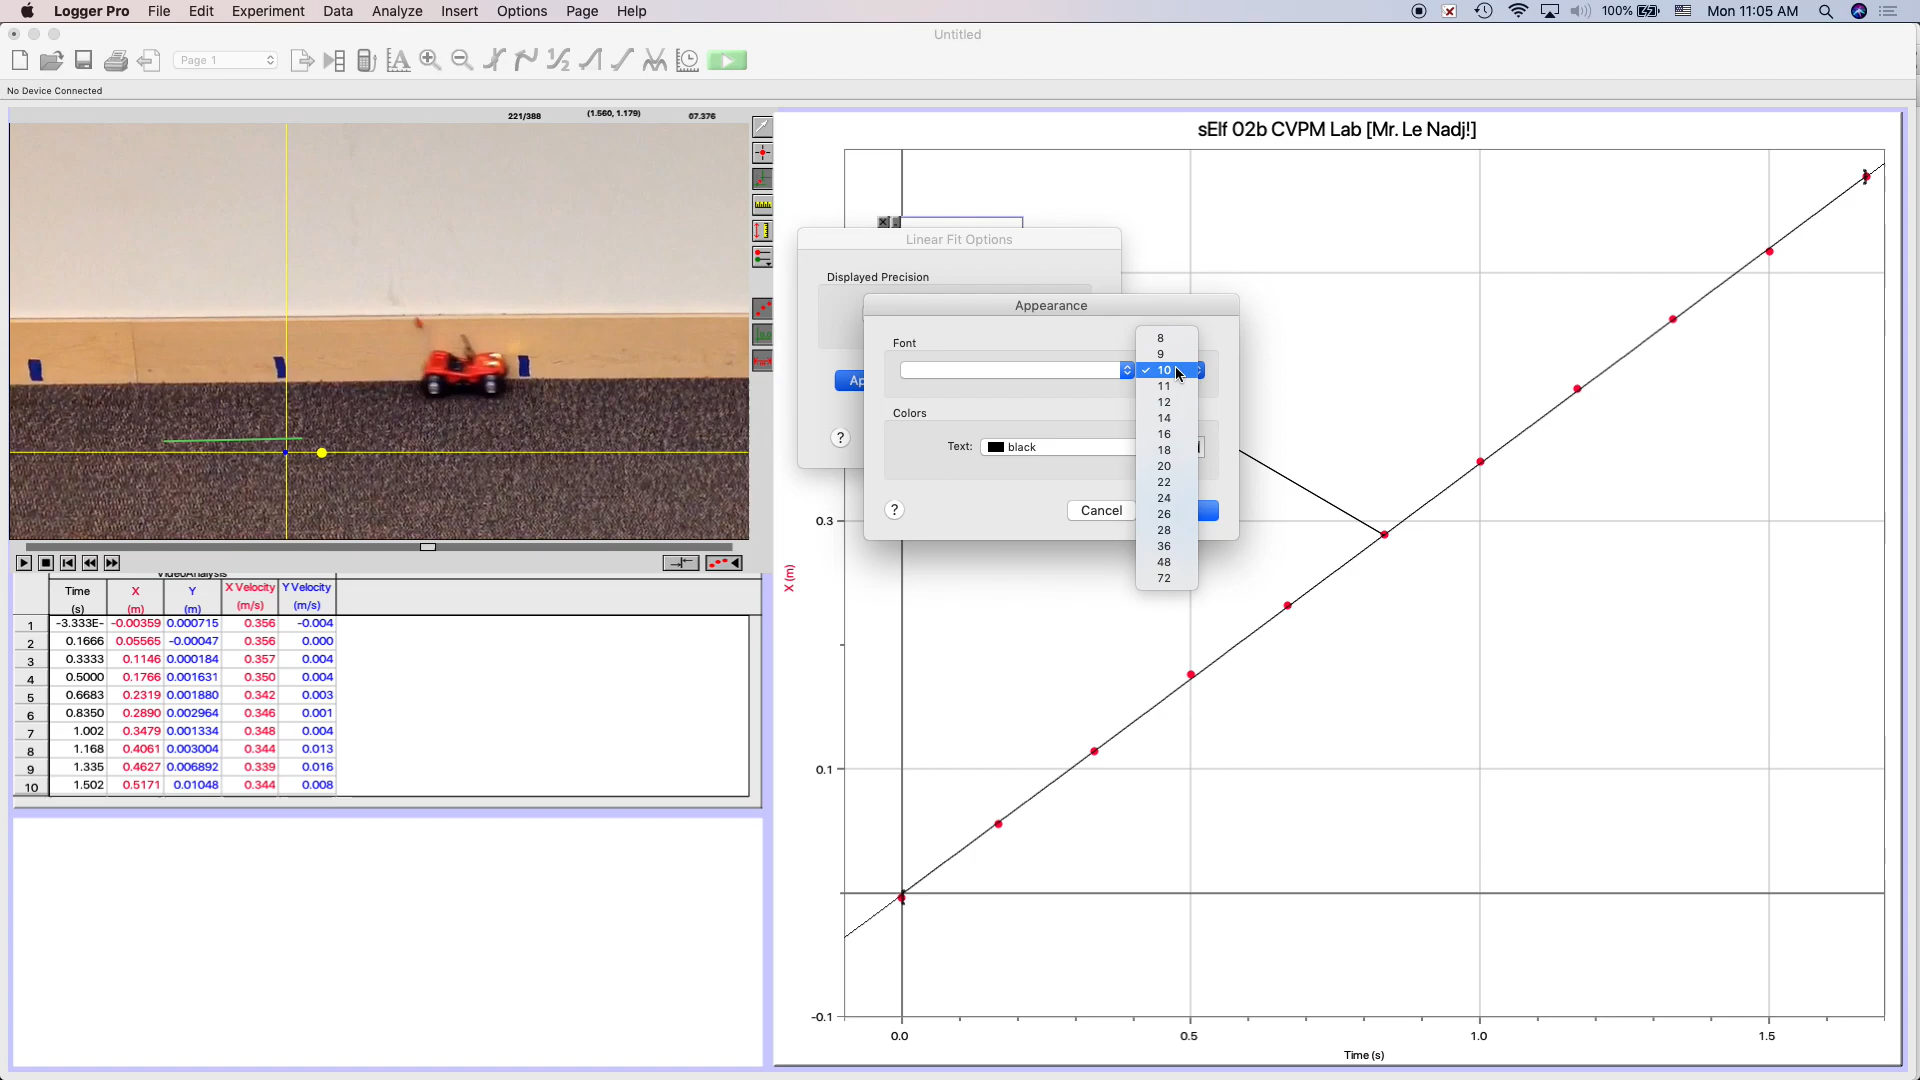 Logger Pro File Edit Experiment Data Analyze Insert Options Page Help 100% Mon 11:05 AM
Untitled
Page 1
No Device Connected
221/388 (1.560, 1.179) 07.376
sElf 02b CVPM Lab [Mr. Le Nadj!]
Linear Fit Options
Displayed Precision
Ap
?
Appearance
Font
Colors
Text: black
?
Cancel
8
9
✓ 10
11
12
14
16
18
20
22
24
26
28
36
48
72
X (m)
0.3
0.1
-0.1
0.0 0.5 1.0 1.5
Time (s)
VideoAnalysis
Time X Y X Velocity Y Velocity
(s) (m) (m) (m/s) (m/s)
1 -3.333E- -0.00359 0.000715 0.356 -0.004
2 0.1666 0.05565 -0.00047 0.356 0.000
3 0.3333 0.1146 0.000184 0.357 0.004
4 0.5000 0.1766 0.001631 0.350 0.004
5 0.6683 0.2319 0.001880 0.342 0.003
6 0.8350 0.2890 0.002964 0.346 0.001
7 1.002 0.3479 0.001334 0.348 0.004
8 1.168 0.4061 0.003004 0.344 0.013
9 1.335 0.4627 0.006892 0.339 0.016
10 1.502 0.5171 0.01048 0.344 0.008